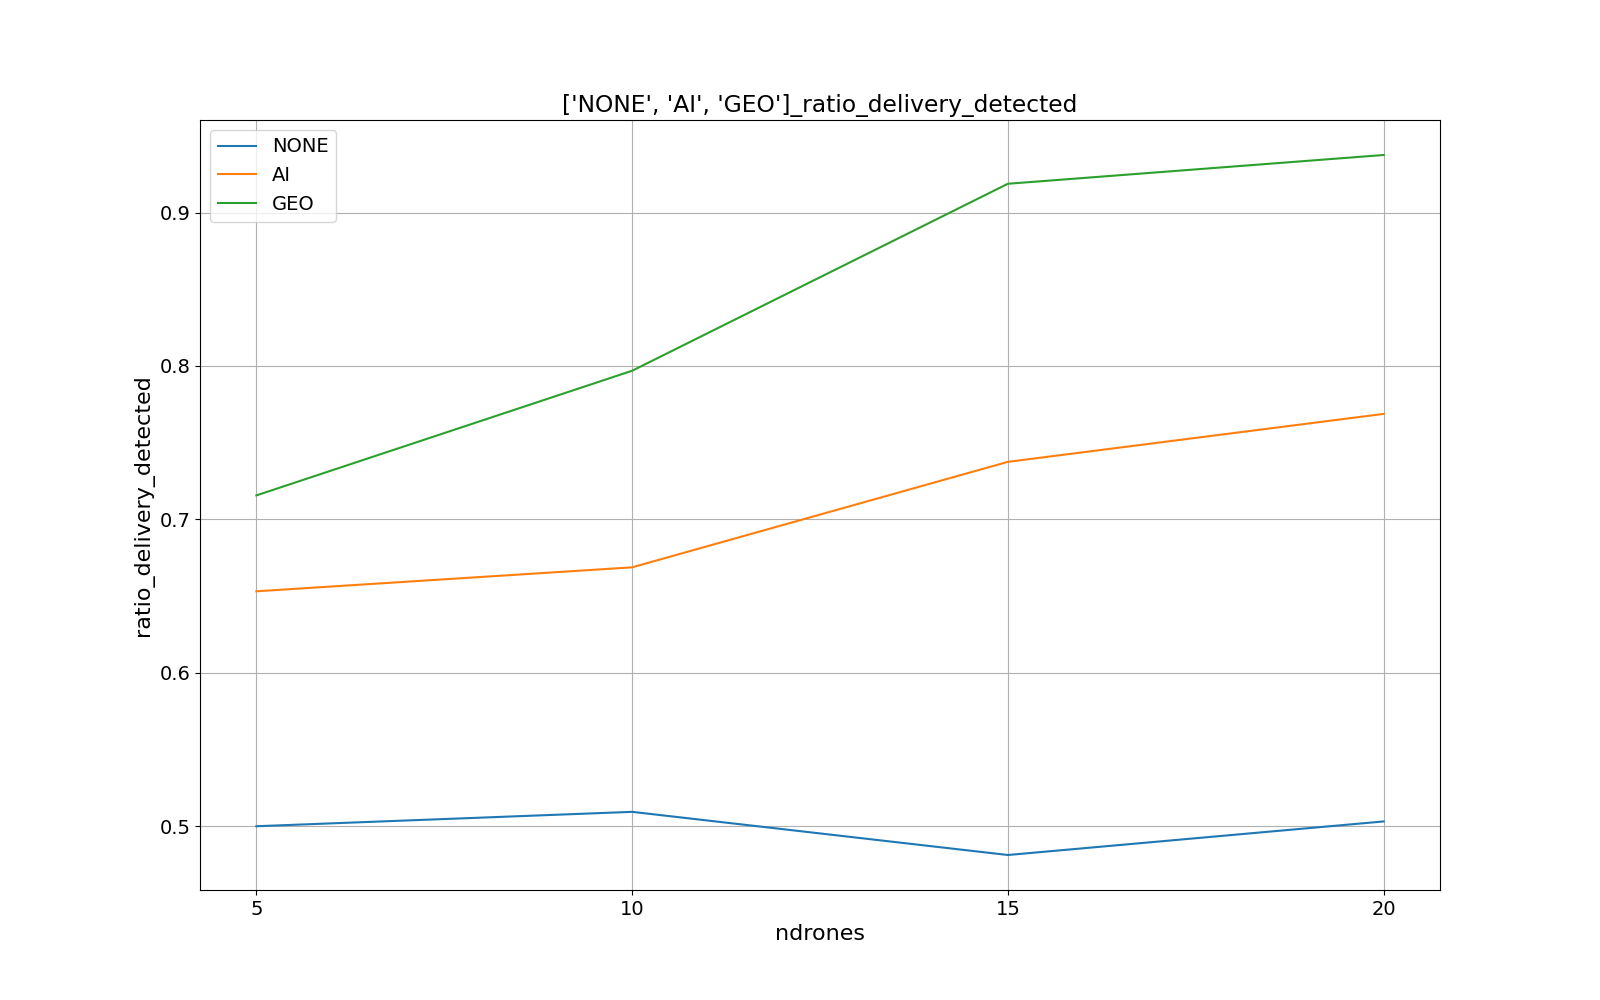 ['NONE', 'AI', 'GEO']_ratio_delivery_detected
NONE
AI
GEO
0.9
0.8
0.7
0.6
0.5
ratio_delivery_detected
5 10 15 20
ndrones